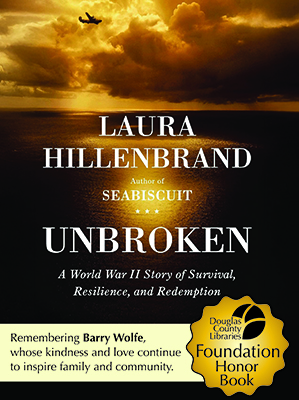 LAURA
HILLENBRAND
Author of
SEABISCUIT
UNBROKEN
A World War II Story of Survival,
Resilience, and Redemption
Remembering Barry Wolfe,
whose kindness and love continue
to inspire family and community.
Douglas
County
Libraries
Foundation
Honor
Book